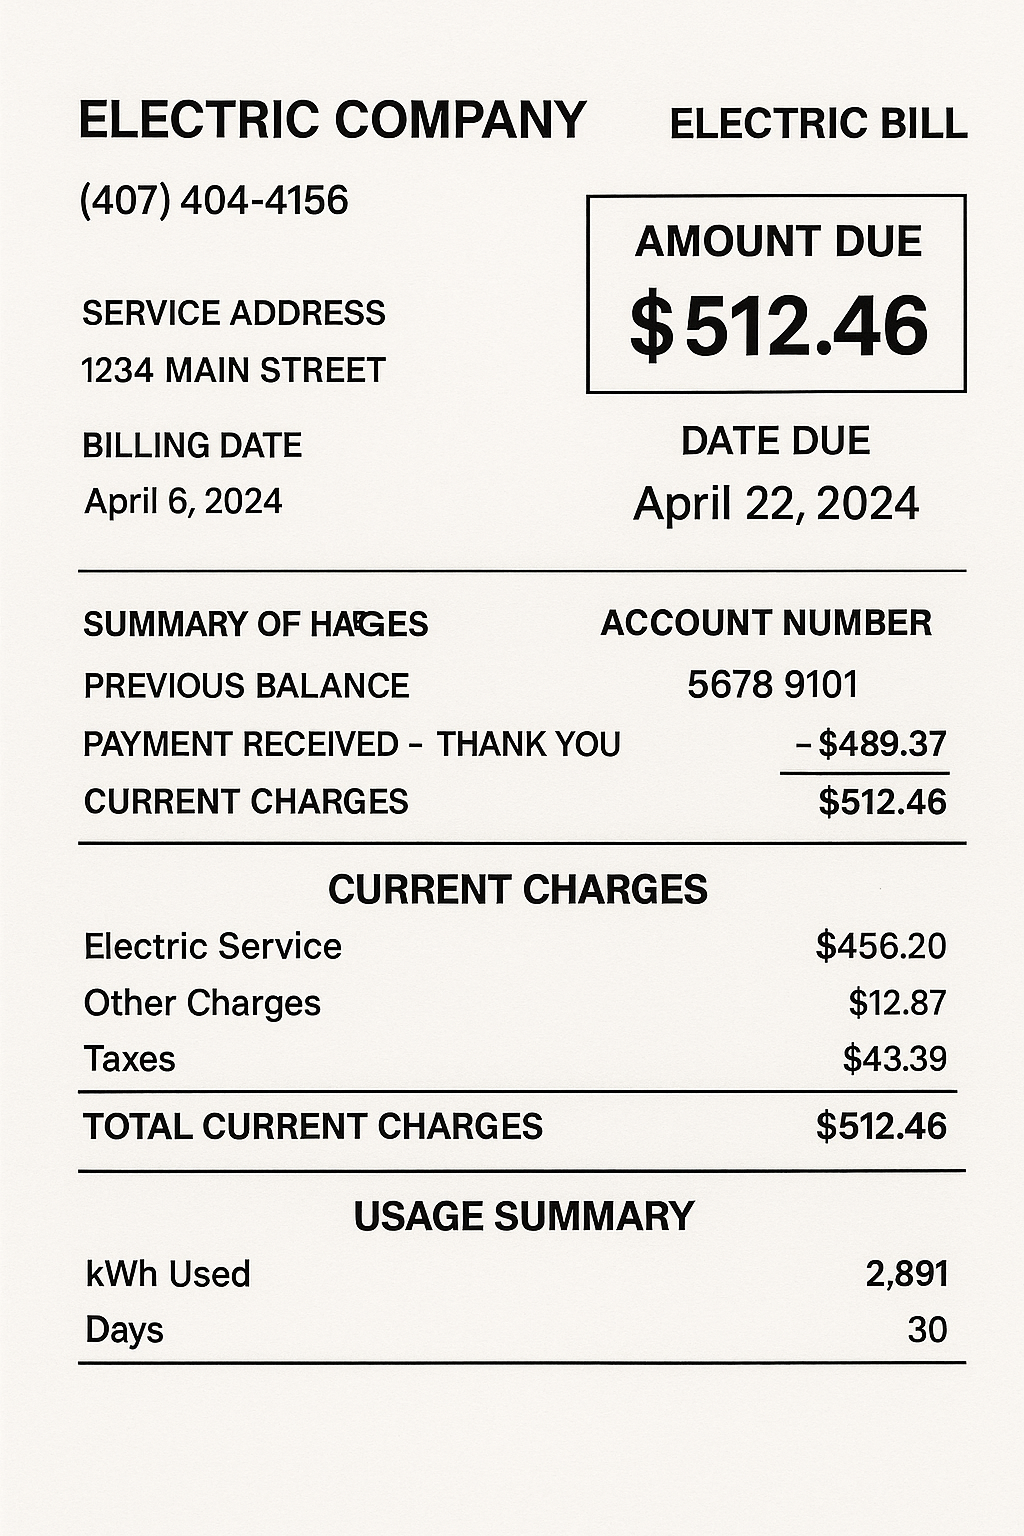 ELECTRIC COMPANY
ELECTRIC BILL
(407) 404-4156
AMOUNT DUE
$512.46
SERVICE ADDRESS
1234 MAIN STREET
BILLING DATE
April 6, 2024
DATE DUE
April 22, 2024
SUMMARY OF
ACCOUNT NUMBER
PREVIOUS BALANCE
5678 9101
PAYMENT RECEIVED – THANK YOU
–$489.37
CURRENT CHARGES
$512.46
CURRENT CHARGES
Electric Service
$456.20
Other Charges
$12.87
Taxes
$43.39
TOTAL CURRENT CHARGES
$512.46
USAGE SUMMARY
kWh Used
2,891
Days
30